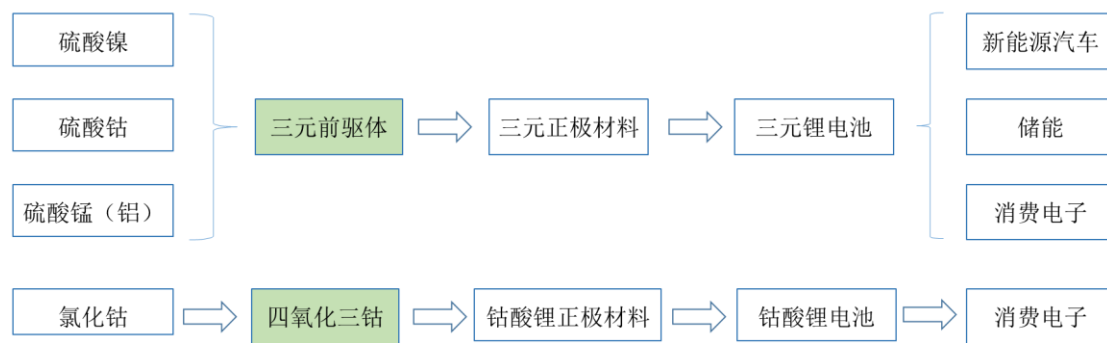 硫酸镍
硫酸钴
硫酸锰（铝）
三元前驱体
三元正极材料
三元锂电池
新能源汽车
储能
消费电子
氯化钴
四氧化三钴
钴酸锂正极材料
钴酸锂电池
消费电子